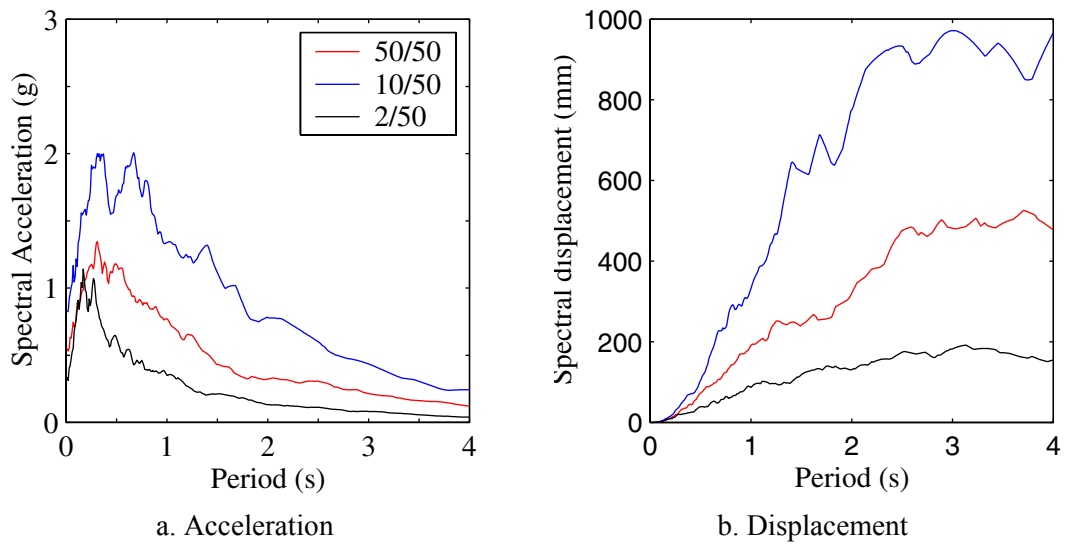 3
2
1
0
Spectral Acceleration (g)
50/50
10/50
2/50
0 1 2 3 4
Period (s)
a. Acceleration
1000
800
600
400
200
0
Spectral displacement (mm)
0 1 2 3 4
Period (s)
b. Displacement